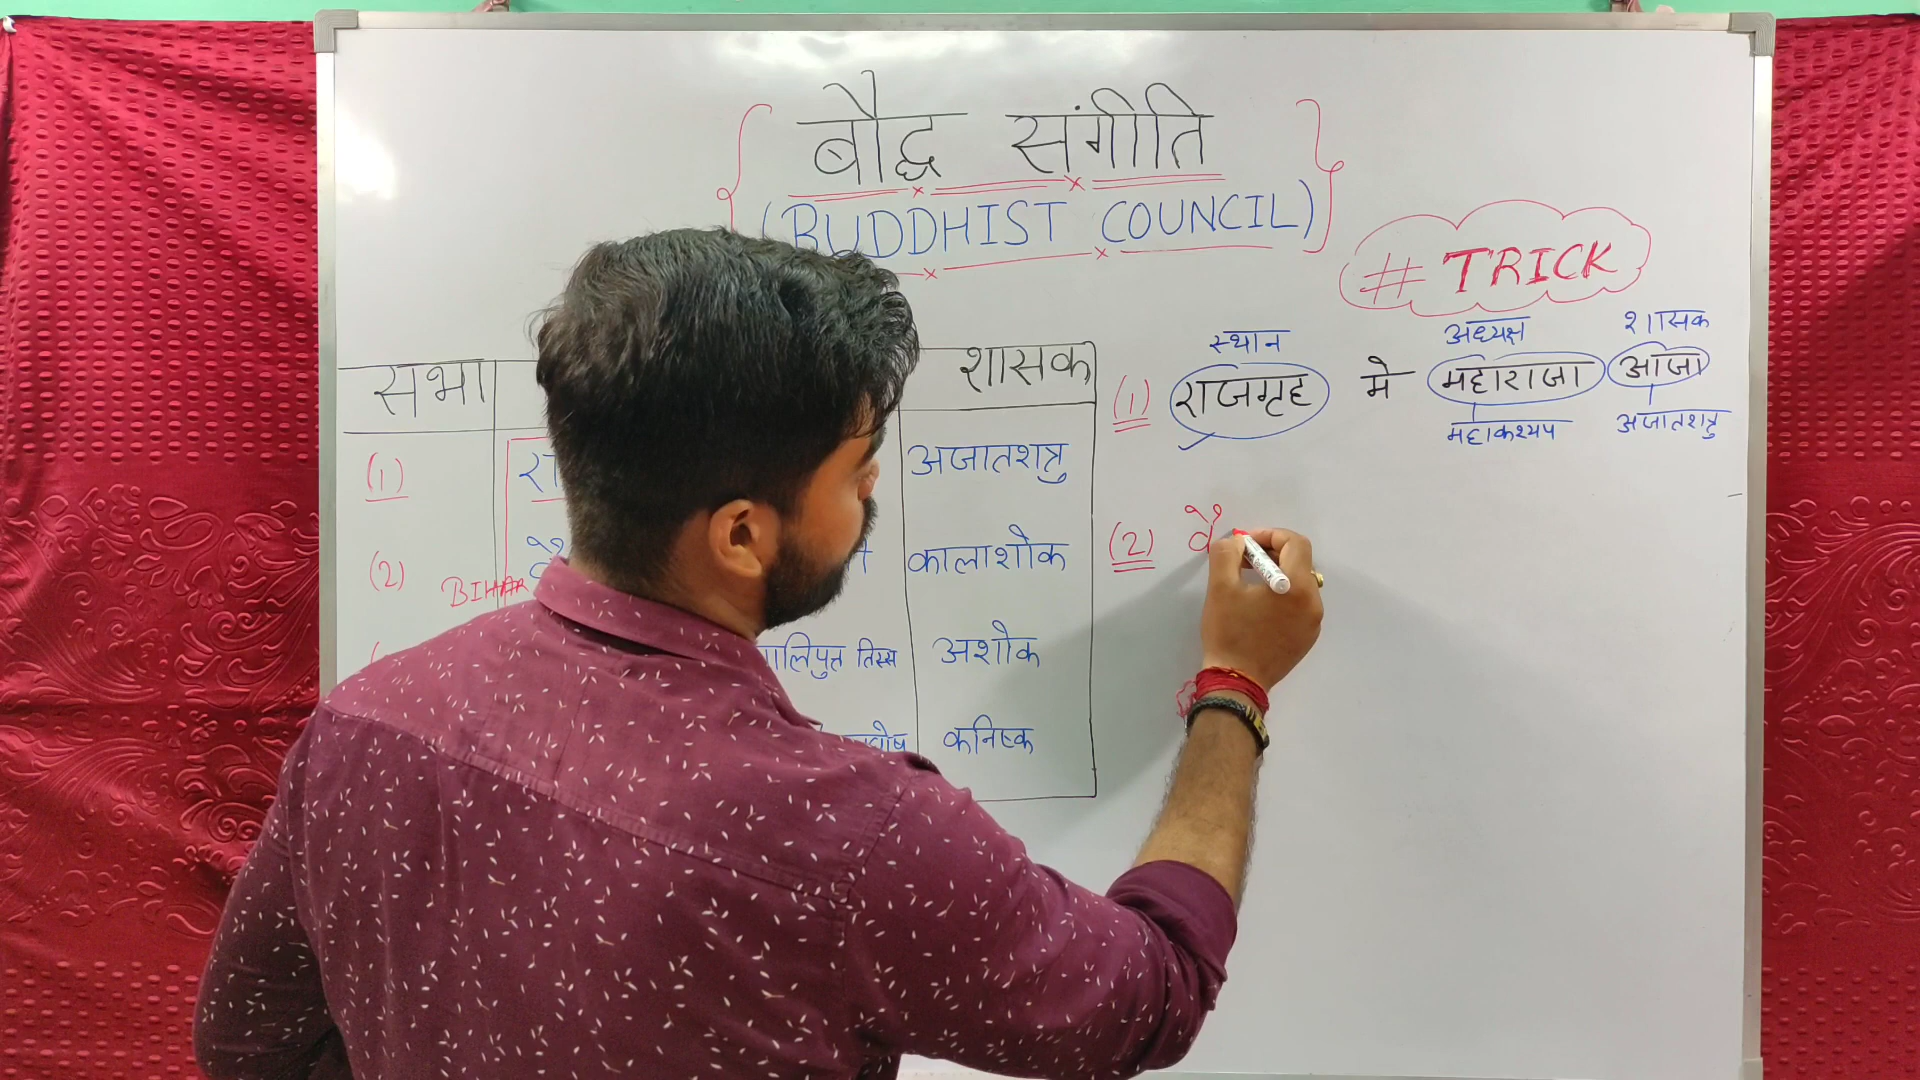 बौद्ध संगीति
(BUDDHIST COUNCIL)
# TRICK
सभा शासक
(1) अजातशत्रु
(2) कालाशोक
BIHAR
तिस्स अशोक
कनिष्क
स्थान अध्यक्ष शासक
(1) राजगृह मे महाराजा आजा
महाकश्यप अजातशत्रु
(2) वै